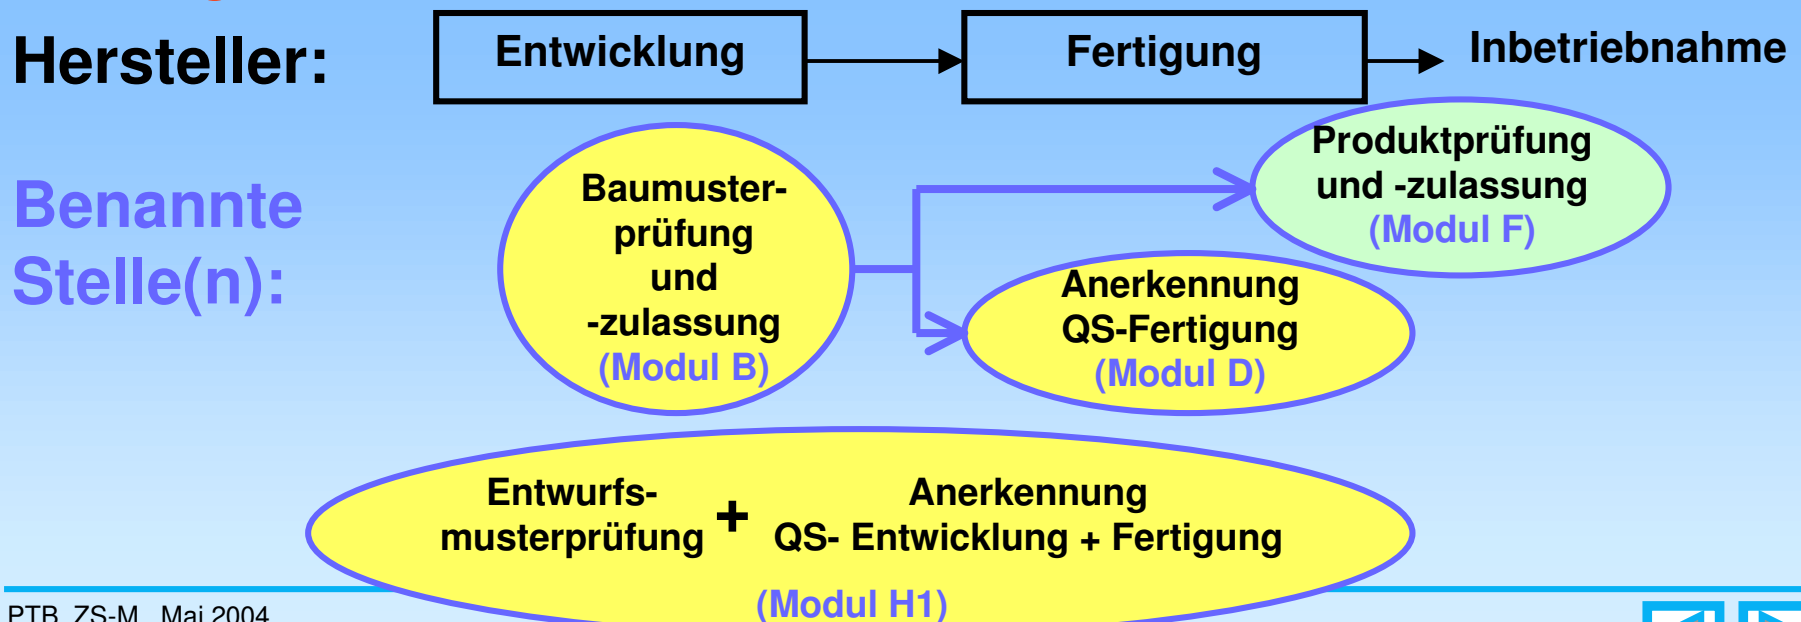 Hersteller:
Entwicklung
Fertigung
Inbetriebnahme
Benannte
Stelle(n):
Baumuster-
prüfung
und
-zulassung
(Modul B)
Produktprüfung
und -zulassung
(Modul F)
Anerkennung
QS-Fertigung
(Modul D)
Entwurfs-
musterprüfung
+
Anerkennung
QS- Entwicklung + Fertigung
(Modul H1)
PTB, ZS-M, Mai 2004